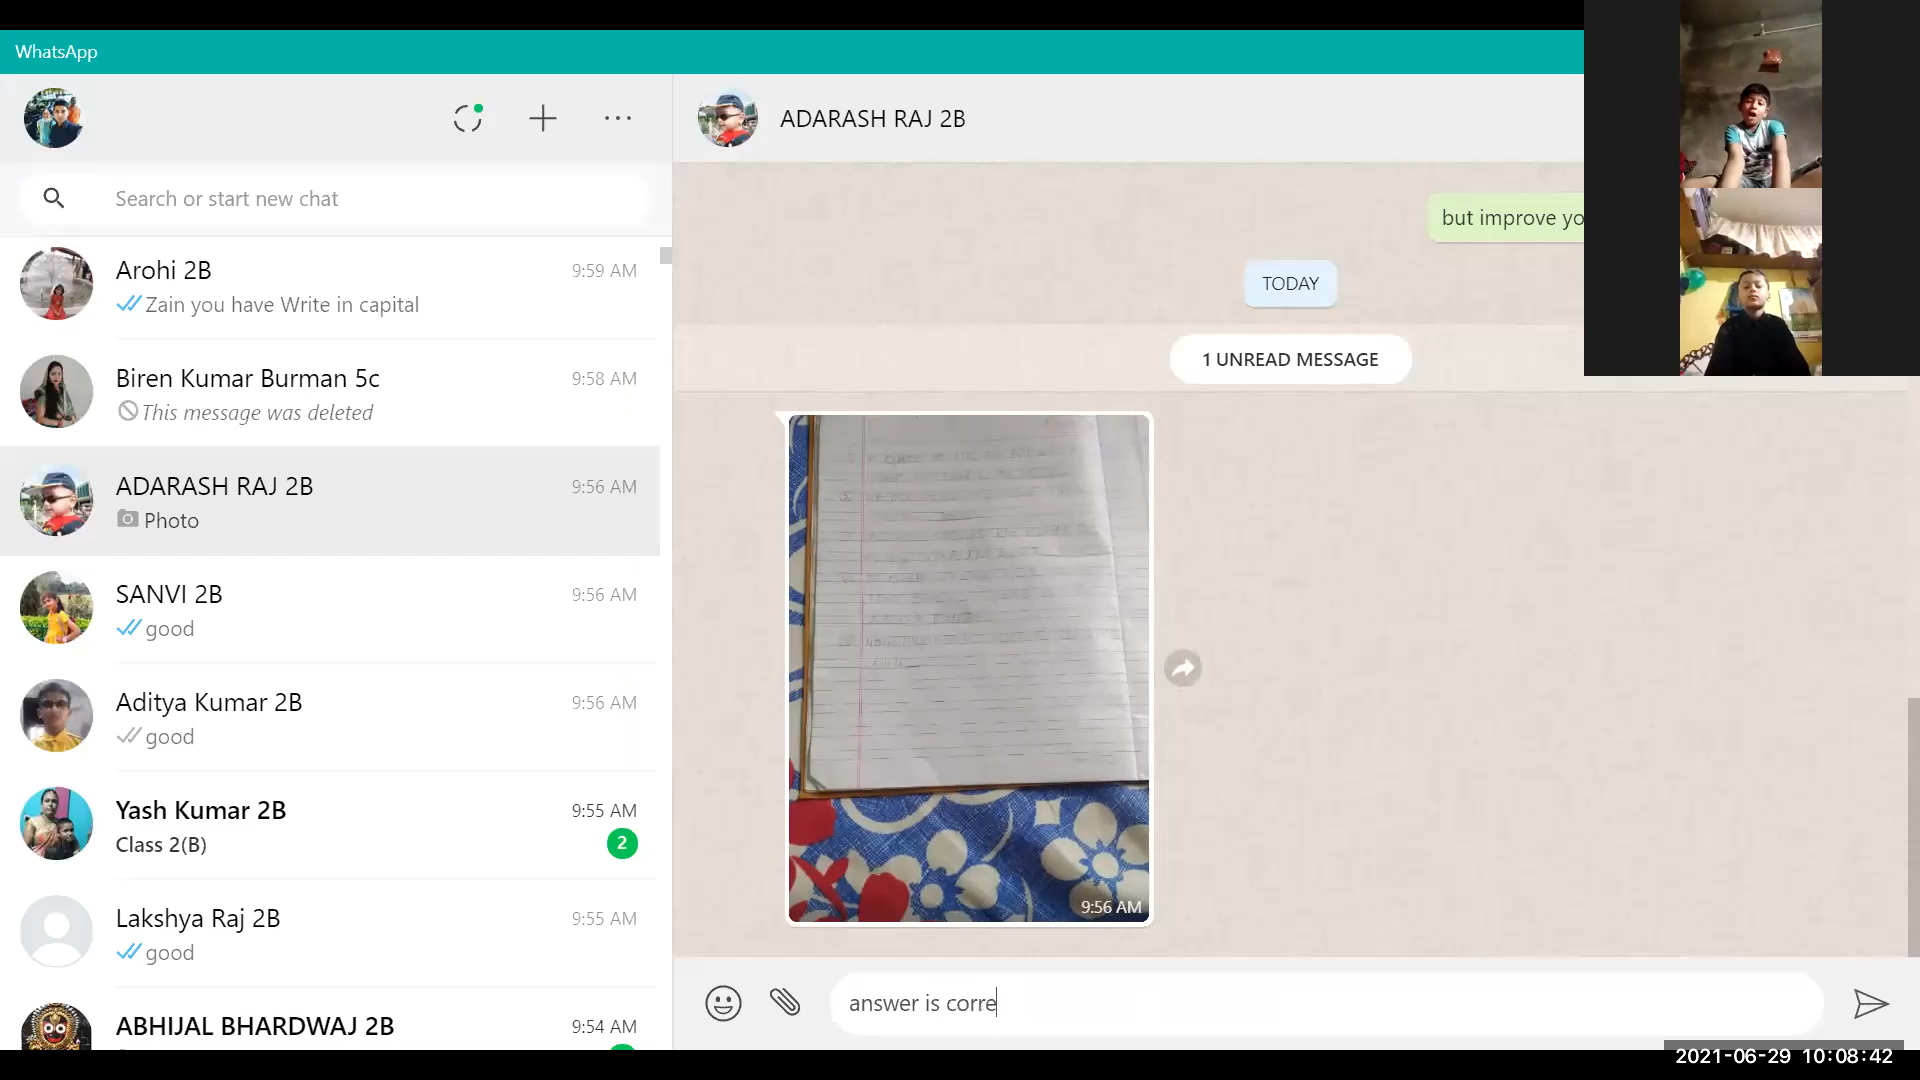 WhatsApp
Search or start new chat
Arohi 2B
9:59 AM
Zain you have Write in capital
Biren Kumar Burman 5c
9:58 AM
This message was deleted
ADARASH RAJ 2B
9:56 AM
Photo
SANVI 2B
9:56 AM
good
Aditya Kumar 2B
9:56 AM
good
Yash Kumar 2B
9:55 AM
Class 2(B)
2
Lakshya Raj 2B
9:55 AM
good
ABHIJAL BHARDWAJ 2B
9:54 AM
ADARASH RAJ 2B
but improve yo
TODAY
1 UNREAD MESSAGE
9:56 AM
answer is corre
2021-06-29 10:08:42